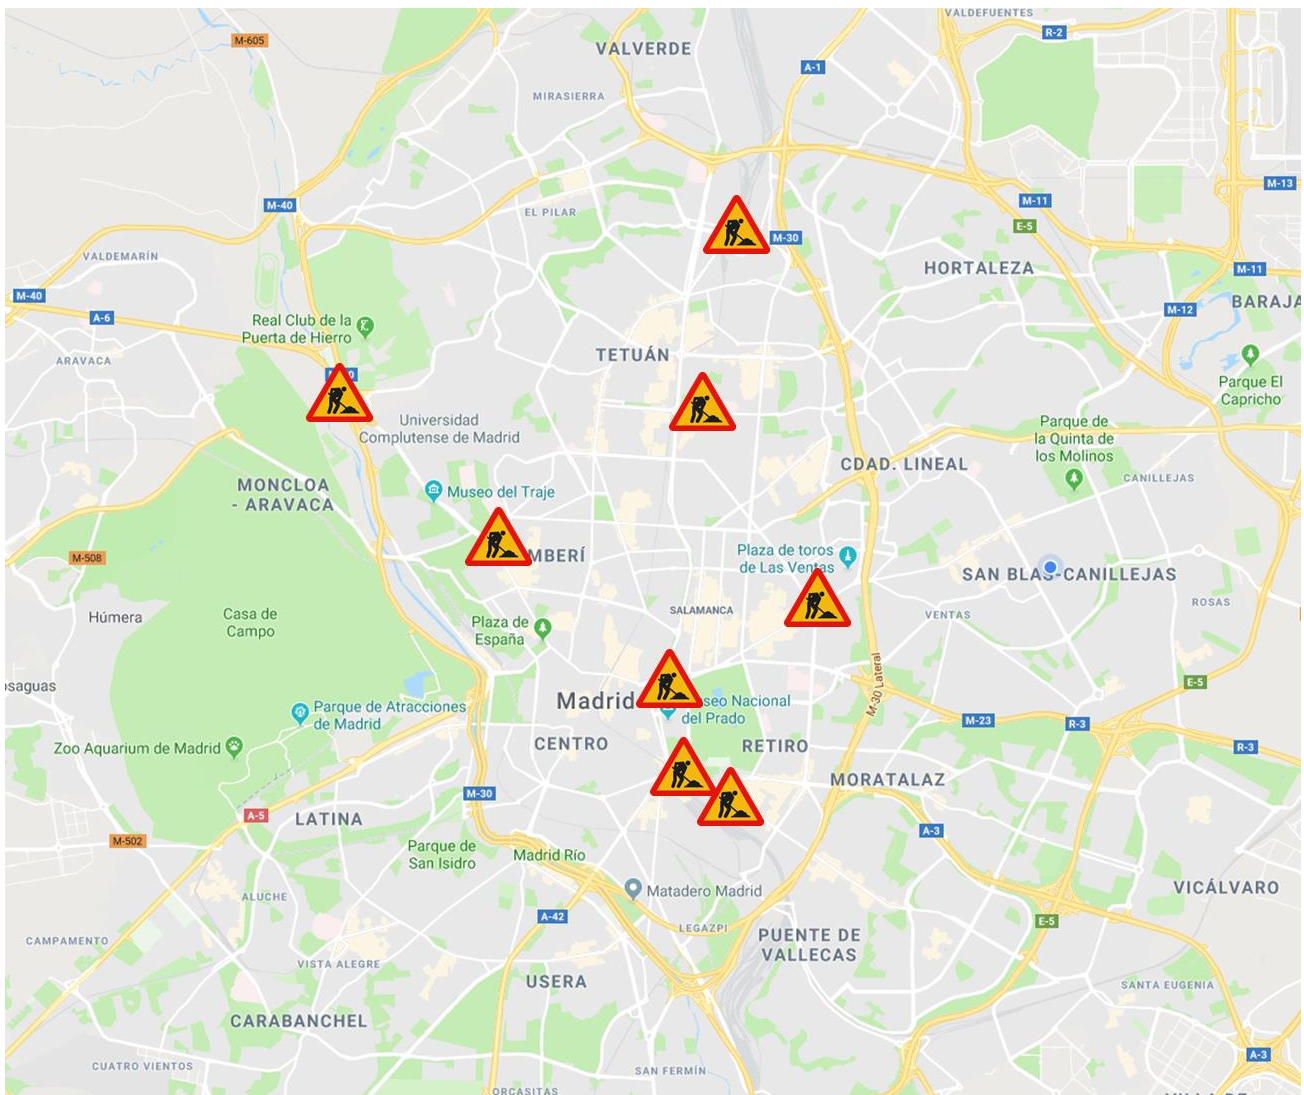 VALDEFUENTES
M-605
R-2
VALVERDE
A-1
MIRASIERRA
M-13
M-11
M-40
EL PILAR
E-5
M-30
VALDEMARÍN
HORTALEZA
M-11
M-40
BARAJA
M-12
A-6
Real Club de la
Puerta de Hierro
TETUÁN
ARAVACA
Parque El
Capricho
Universidad
Complutense de Madrid
Parque de
la Quinta de
los Molinos
CDAD. LINEAL
CANILLEJAS
MONCLOA
- ARAVACA
Museo del Traje
MBERÍ
Plaza de toros
de Las Ventas
M-508
SAN BLAS-CANILLEJAS
ROSAS
SALAMANCA
VENTAS
Húmera
Casa de
Campo
Plaza de
España
M-30 Lateral
osaguas
E-5
Madrid
seo Nacional
del Prado
Parque de Atracciones
de Madrid
M-23
R-3
R-3
Zoo Aquarium de Madrid
CENTRO
RETIRO
MORATALAZ
M-30
A-5
LATINA
A-3
M-502
Parque de
San Isidro
Madrid Río
Matadero Madrid
VICÁLVARO
ALUCHE
A-42
E-5
LEGAZPI
CAMPAMENTO
PUENTE DE
VALLECAS
VISTA ALEGRE
USERA
SANTA EUGENIA
CARABANCHEL
A-3
CUATRO VIENTOS
SAN FERMÍN
ORCASITAS